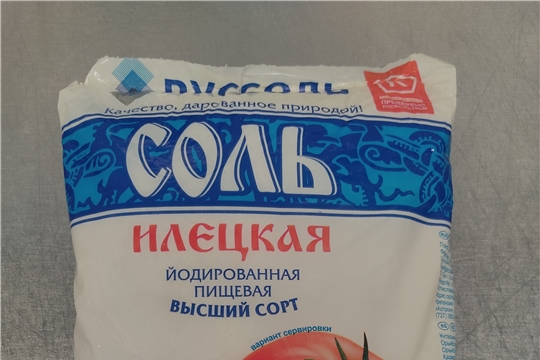 РУССОЛЬ
Качество, дарованное природой!
СОЛЬ
ИЛЕЦКАЯ
ЙОДИРОВАННАЯ
ПИЩЕВАЯ
ВЫСШИЙ СОРТ
вариант сервировки